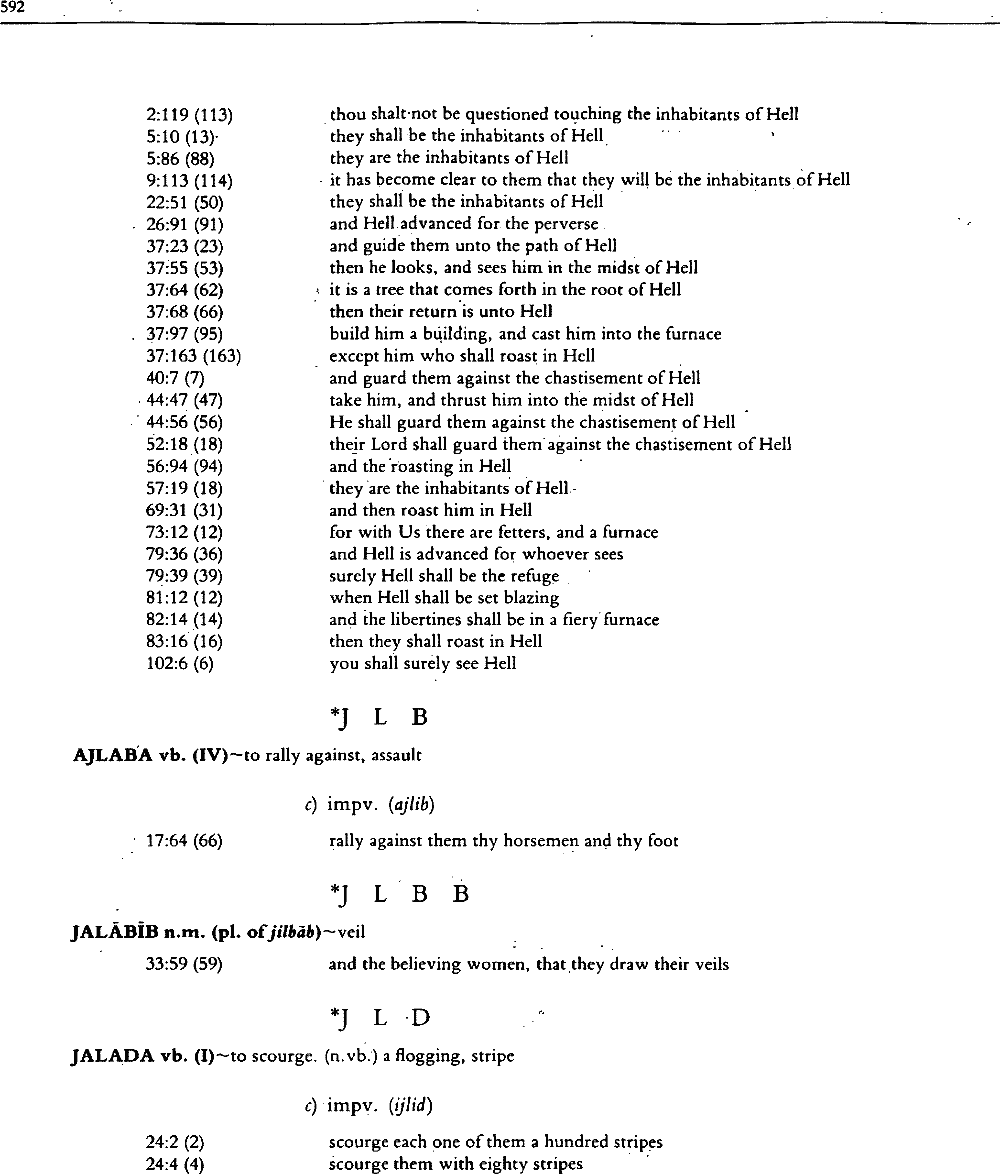 592
2:119 (113) thou shalt not be questioned touching the inhabitants of Hell
5:10 (13) they shall be the inhabitants of Hell
5:86 (88) they are the inhabitants of Hell
9:113 (114) it has become clear to them that they will be the inhabitants of Hell
22:51 (50) they shall be the inhabitants of Hell
26:91 (91) and Hell advanced for the perverse
37:23 (23) and guide them unto the path of Hell
37:55 (53) then he looks, and sees him in the midst of Hell
37:64 (62) it is a tree that comes forth in the root of Hell
37:68 (66) then their return is unto Hell
37:97 (95) build him a building, and cast him into the furnace
37:163 (163) except him who shall roast in Hell
40:7 (7) and guard them against the chastisement of Hell
44:47 (47) take him, and thrust him into the midst of Hell
44:56 (56) He shall guard them against the chastisement of Hell
52:18 (18) their Lord shall guard them against the chastisement of Hell
56:94 (94) and the roasting in Hell
57:19 (18) they are the inhabitants of Hell
69:31 (31) and then roast him in Hell
73:12 (12) for with Us there are fetters, and a furnace
79:36 (36) and Hell is advanced for whoever sees
79:39 (39) surely Hell shall be the refuge
81:12 (12) when Hell shall be set blazing
82:14 (14) and the libertines shall be in a fiery furnace
83:16 (16) then they shall roast in Hell
102:6 (6) you shall surely see Hell
*J L B
AJLABA vb. (IV)~to rally against, assault
c) impv. (ajlib)
17:64 (66) rally against them thy horsemen and thy foot
*J L B B
JALĀBĪB n.m. (pl. of jilbāb)~veil
33:59 (59) and the believing women, that they draw their veils
*J L D
JALADA vb. (I)~to scourge. (n.vb.) a flogging, stripe
c) impv. (ijlid)
24:2 (2) scourge each one of them a hundred stripes
24:4 (4) scourge them with eighty stripes